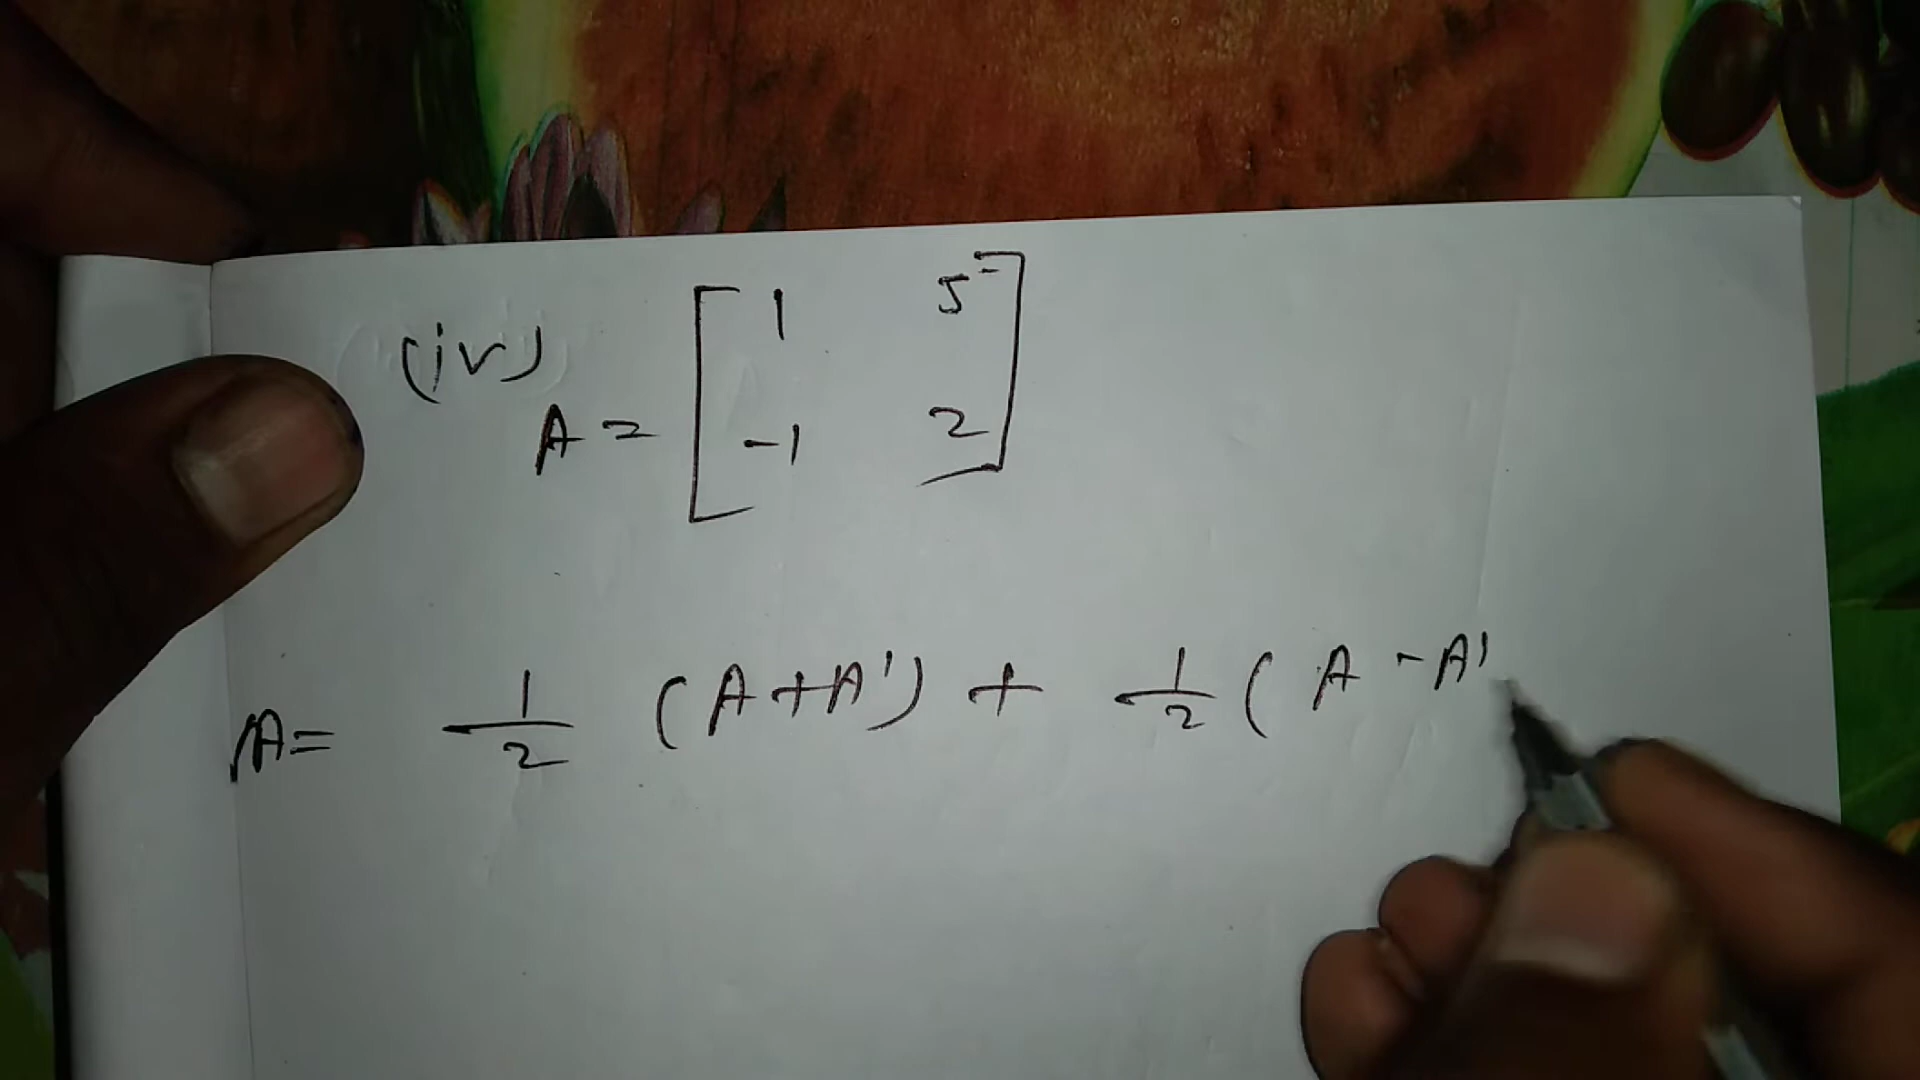 (iv)
A = [ 1 5
-1 2 ]
A = 1/2 (A+A') + 1/2 (A - A'